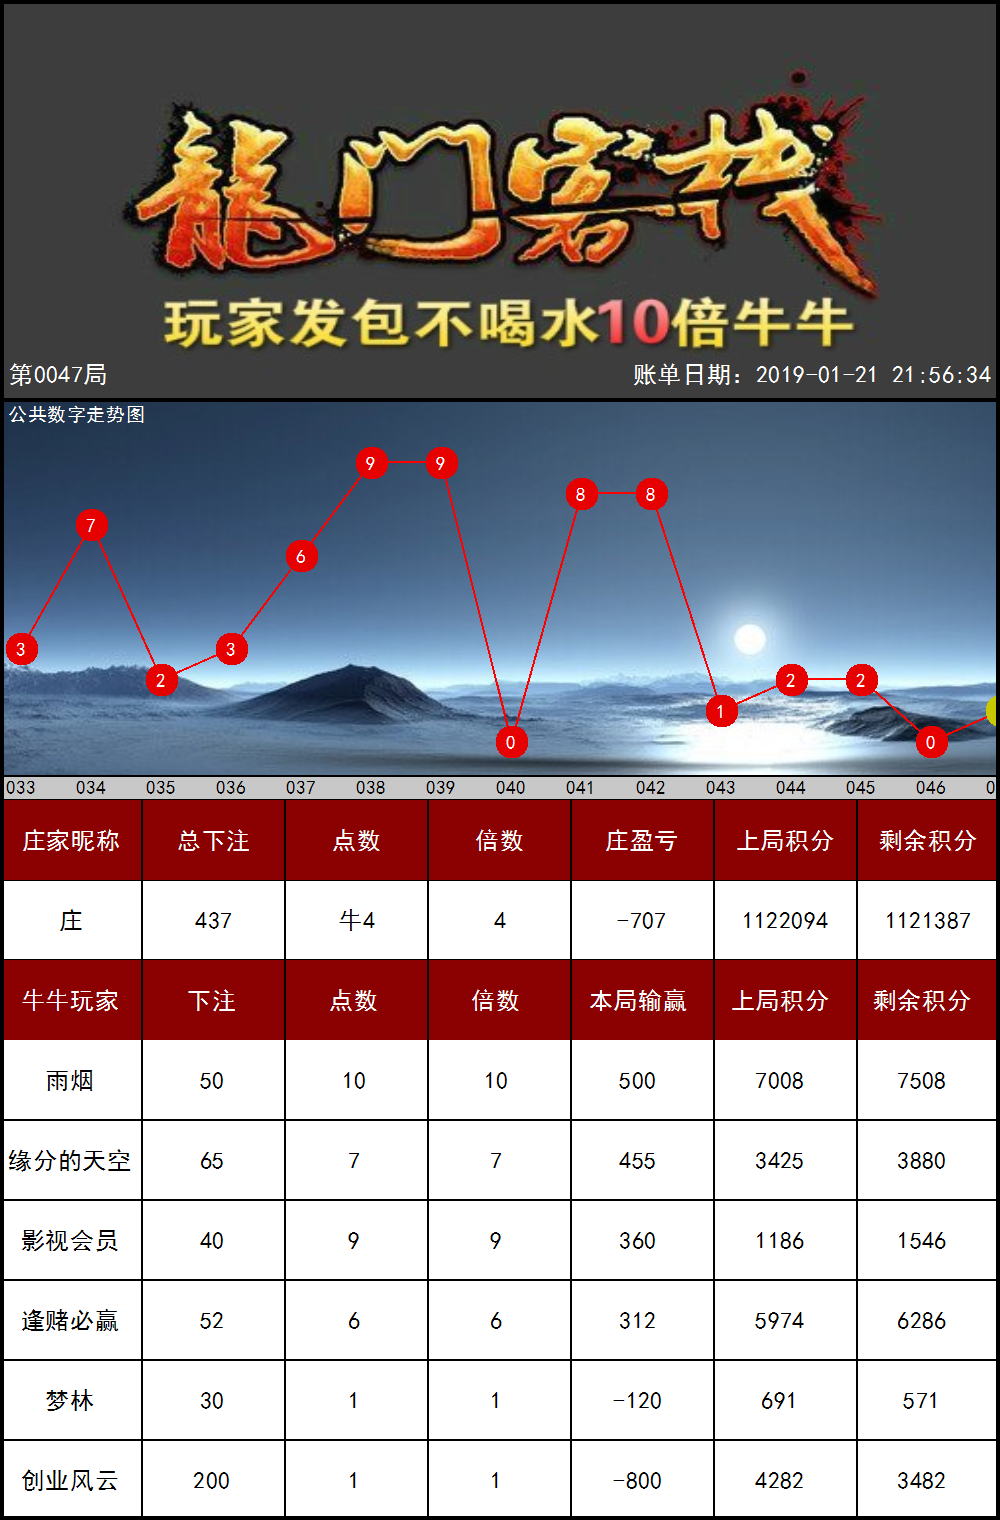 龍门客栈
玩家发包不喝水10倍牛牛
第0047局 账单日期：2019-01-21 21:56:34
公共数字走势图
3 7 2 3 6 9 9 0 8 8 1 2 2 0
033 034 035 036 037 038 039 040 041 042 043 044 045 046 0
庄家昵称 总下注 点数 倍数 庄盈亏 上局积分 剩余积分
庄 437 牛4 4 -707 1122094 1121387
牛牛玩家 下注 点数 倍数 本局输赢 上局积分 剩余积分
雨烟 50 10 10 500 7008 7508
缘分的天空 65 7 7 455 3425 3880
影视会员 40 9 9 360 1186 1546
逢赌必赢 52 6 6 312 5974 6286
梦林 30 1 1 -120 691 571
创业风云 200 1 1 -800 4282 3482